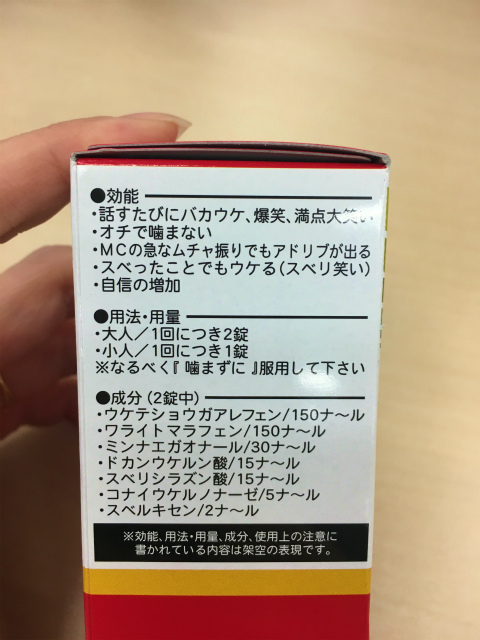 ●効能
・話すたびにバカウケ、爆笑、満点大笑い
・オチで噛まない
・MCの急なムチャ振りでもアドリブが出る
・スベったことでもウケる(スベリ笑い)
・自信の増加
●用法・用量
・大人/1回につき2錠
・小人/1回につき1錠
※なるべく『噛まずに』服用して下さい
●成分(2錠中)
・ウケテショウガアレフェン/150ナ〜ル
・ワライトマラフェン/150ナ〜ル
・ミンナエガオナール/30ナ〜ル
・ドカンウケルン酸/15ナ〜ル
・スベリシラズン酸/15ナ〜ル
・コナイウケルノナーゼ/5ナ〜ル
・スベルキセン/2ナ〜ル
※効能、用法・用量、成分、使用上の注意に
書かれている内容は架空の表現です。